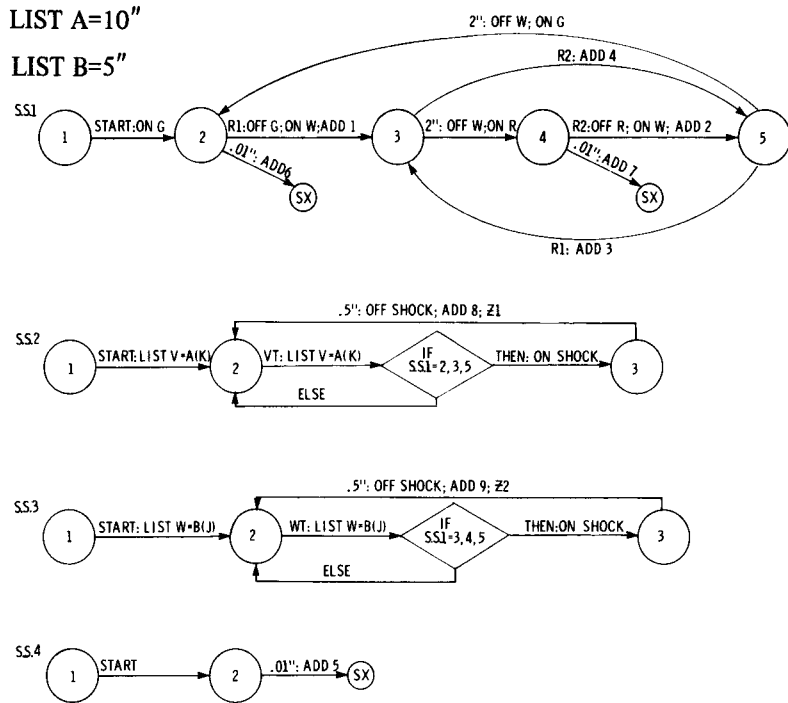 LIST A=10"
LIST B=5"
2": OFF W; ON G
R2: ADD 4
S.S.1
1
START:ON G
2
R1:OFF G; ON W;ADD 1
3
2": OFF W;ON R
4
R2:OFF R; ON W; ADD 2
5
.01": ADD6
SX
.01": ADD 7
SX
R1: ADD 3
.5": OFF SHOCK; ADD 8; Z1
S.S.2
1
START:LIST V=A(K)
2
VT: LIST V=A(K)
IF
S.S.1=2, 3, 5
THEN: ON SHOCK
3
ELSE
.5": OFF SHOCK; ADD 9; Z2
S.S.3
1
START: LIST W=B(J)
2
WT: LIST W=B(J)
IF
S.S.1=3, 4, 5
THEN:ON SHOCK
3
ELSE
S.S.4
1
START
2
.01": ADD 5
SX